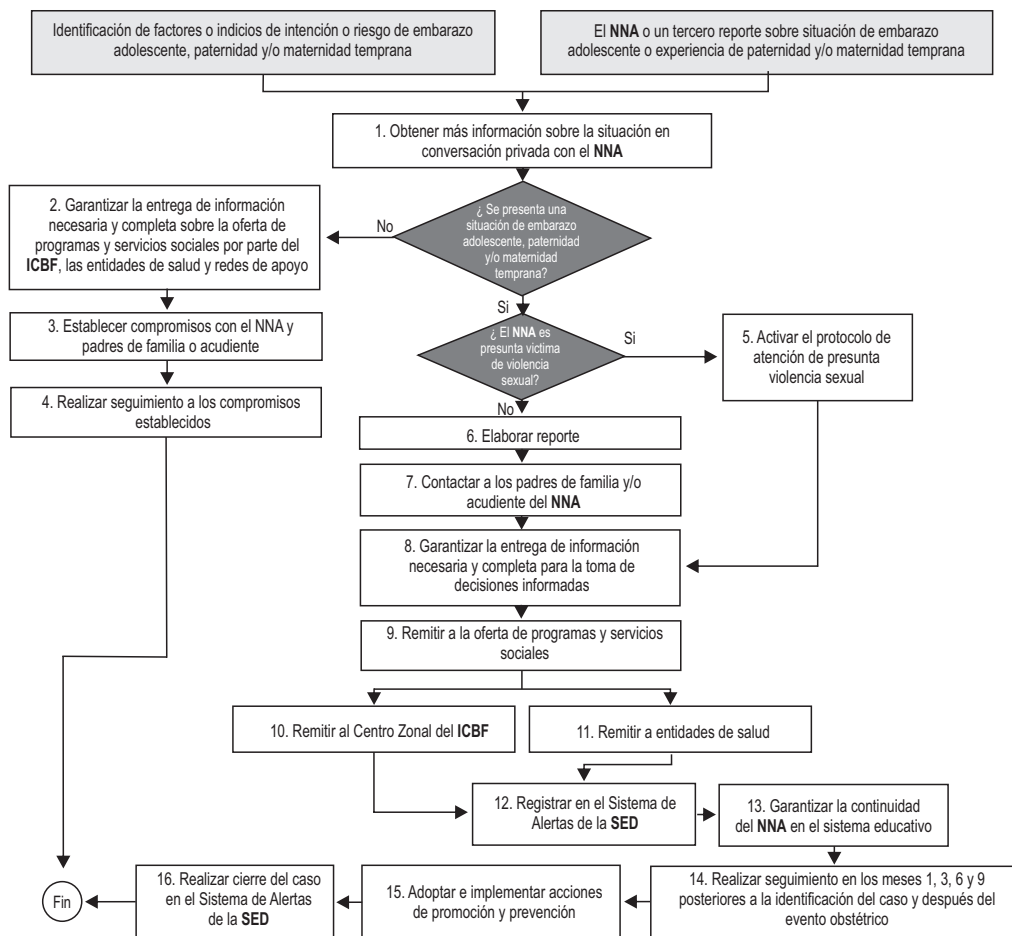 Identificación de factores o indicios de intención o riesgo de embarazo
adolescente, paternidad y/o maternidad temprana
El NNA o un tercero reporte sobre situación de embarazo
adolescente o experiencia de paternidad y/o maternidad temprana
1. Obtener más información sobre la situación en
conversación privada con el NNA
¿ Se presenta una
situación de embarazo
adolescente, paternidad
y/o maternidad
temprana?
No
2. Garantizar la entrega de información
necesaria y completa sobre la oferta de
programas y servicios sociales por parte del
ICBF, las entidades de salud y redes de apoyo
3. Establecer compromisos con el NNA y
padres de familia o acudiente
4. Realizar seguimiento a los compromisos
establecidos
Si
¿ El NNA es
presunta victima
de violencia
sexual?
Si
5. Activar el protocolo de
atención de presunta
violencia sexual
No
6. Elaborar reporte
7. Contactar a los padres de familia y/o
acudiente del NNA
8. Garantizar la entrega de información
necesaria y completa para la toma de
decisiones informadas
9. Remitir a la oferta de programas y servicios
sociales
10. Remitir al Centro Zonal del ICBF
11. Remitir a entidades de salud
12. Registrar en el Sistema de
Alertas de la SED
13. Garantizar la continuidad
del NNA en el sistema educativo
14. Realizar seguimiento en los meses 1, 3, 6 y 9
posteriores a la identificación del caso y después del
evento obstétrico
15. Adoptar e implementar acciones
de promoción y prevención
16. Realizar cierre del caso
en el Sistema de Alertas
de la SED
Fin